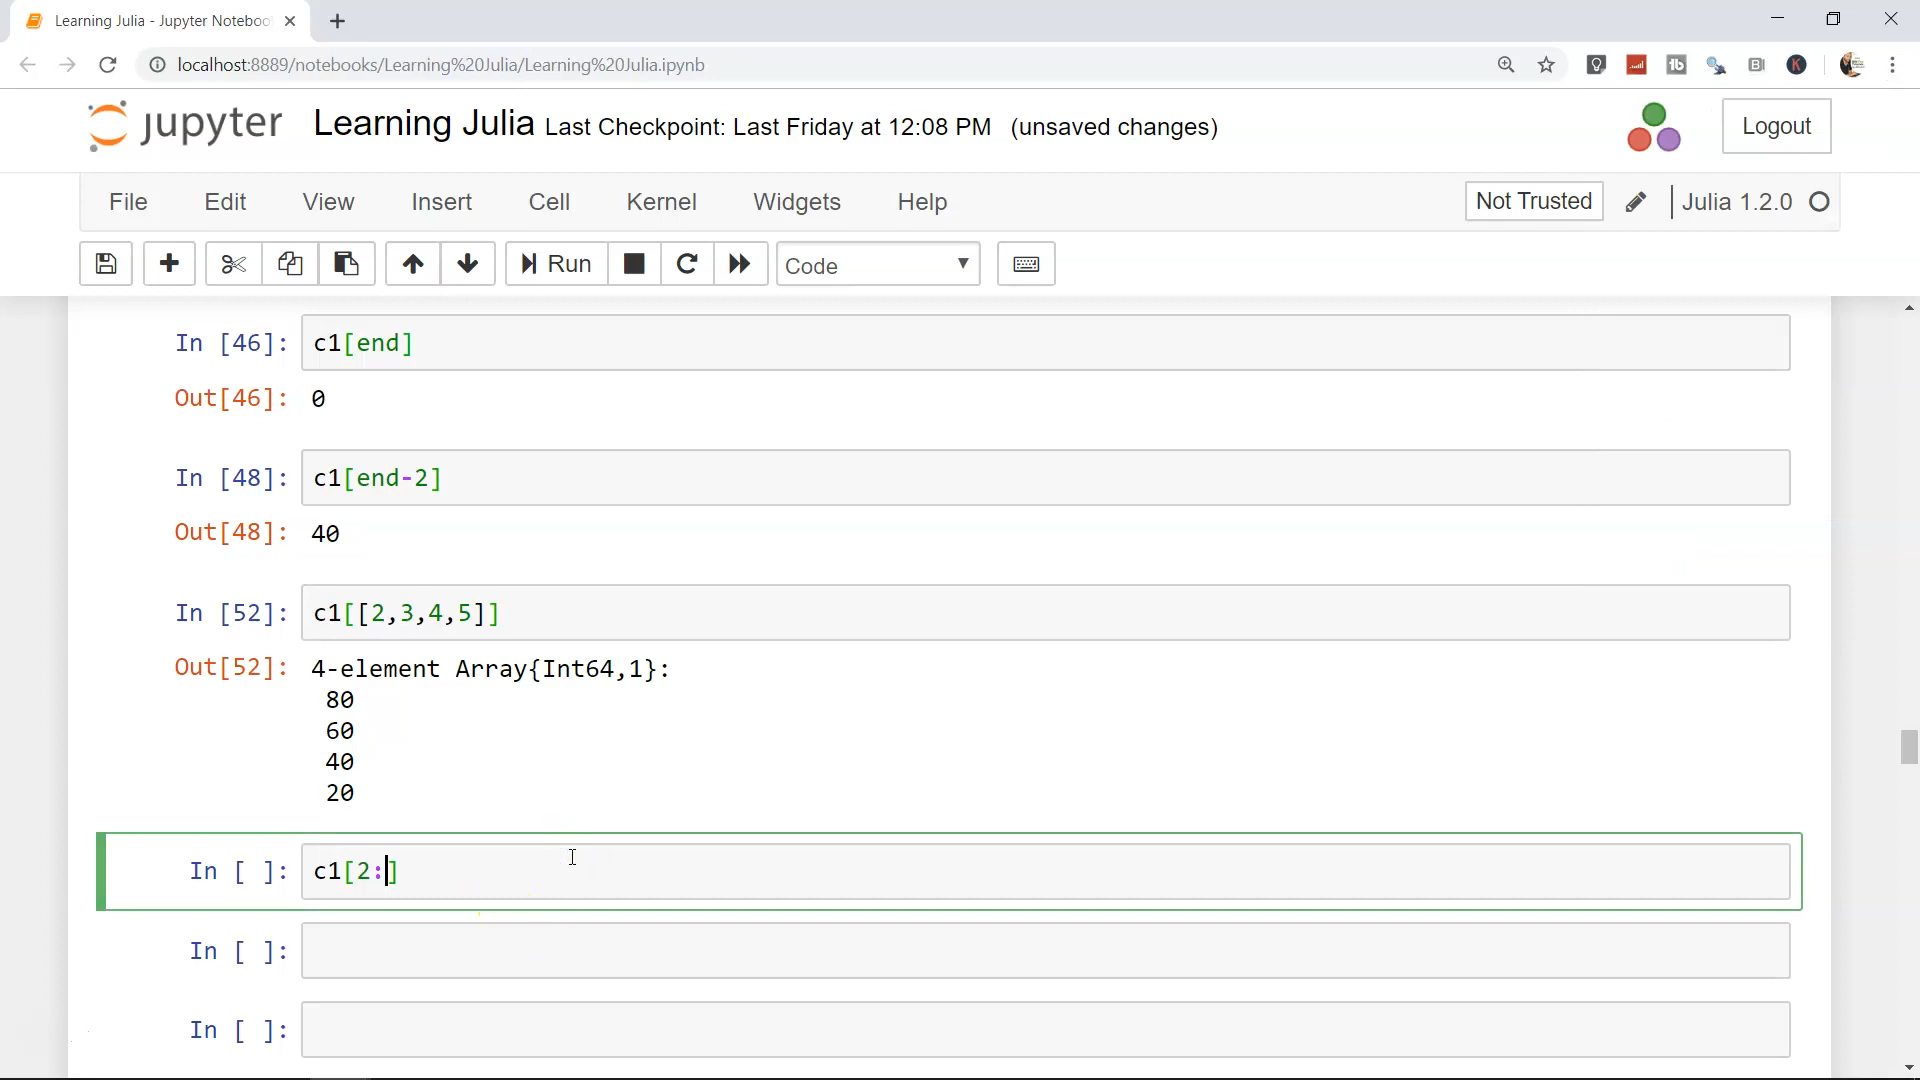 Learning Julia - Jupyter Noteboo
localhost:8889/notebooks/Learning%20Julia/Learning%20Julia.ipynb
jupyter Learning Julia Last Checkpoint: Last Friday at 12:08 PM (unsaved changes)
Logout
File Edit View Insert Cell Kernel Widgets Help
Not Trusted Julia 1.2.0
Run Code
In [46]: c1[end]
Out[46]: 0
In [48]: c1[end-2]
Out[48]: 40
In [52]: c1[[2,3,4,5]]
Out[52]: 4-element Array{Int64,1}:
80
60
40
20
In [ ]: c1[2:]
In [ ]:
In [ ]: